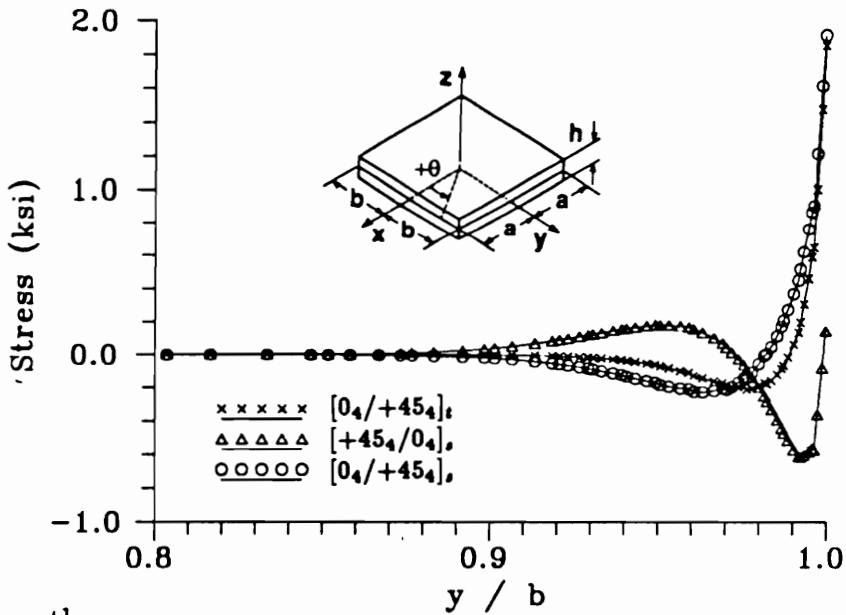 2.0
1.0
0.0
-1.0
Stress (ksi)
z
h
+θ
b
b
x
a
a
y
[0₄/+45₄]ₜ
[+45₄/0₄]ₛ
[0₄/+45₄]ₛ
0.8
0.9
1.0
y / b